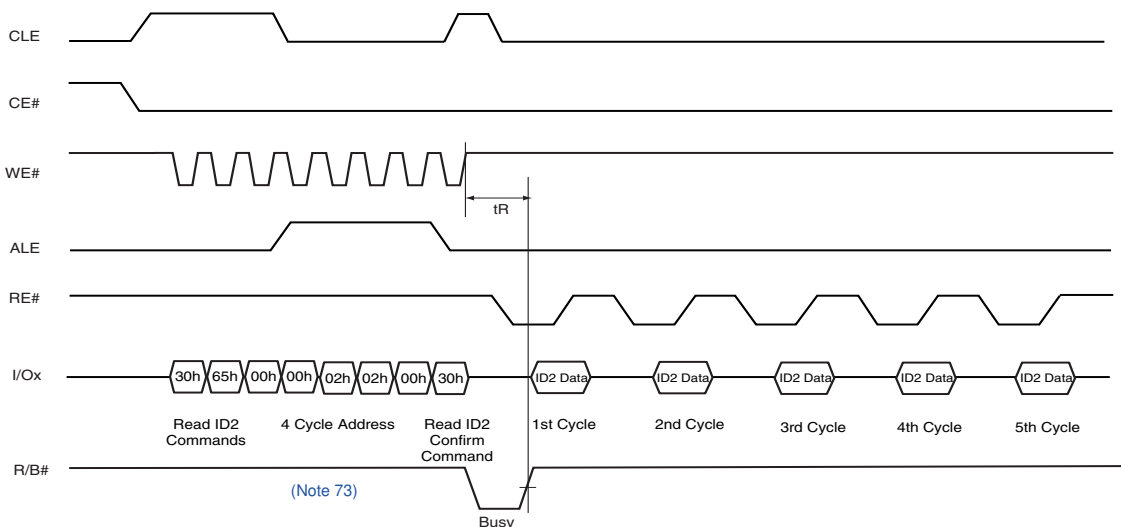 CLE
CE#
WE#
tR
ALE
RE#
I/Ox
30h 65h 00h 00h 02h 02h 00h 30h ID2 Data ID2 Data ID2 Data ID2 Data ID2 Data
Read ID2
Commands
4 Cycle Address
Read ID2
Confirm
Command
1st Cycle
2nd Cycle
3rd Cycle
4th Cycle
5th Cycle
R/B#
(Note 73)
Busy